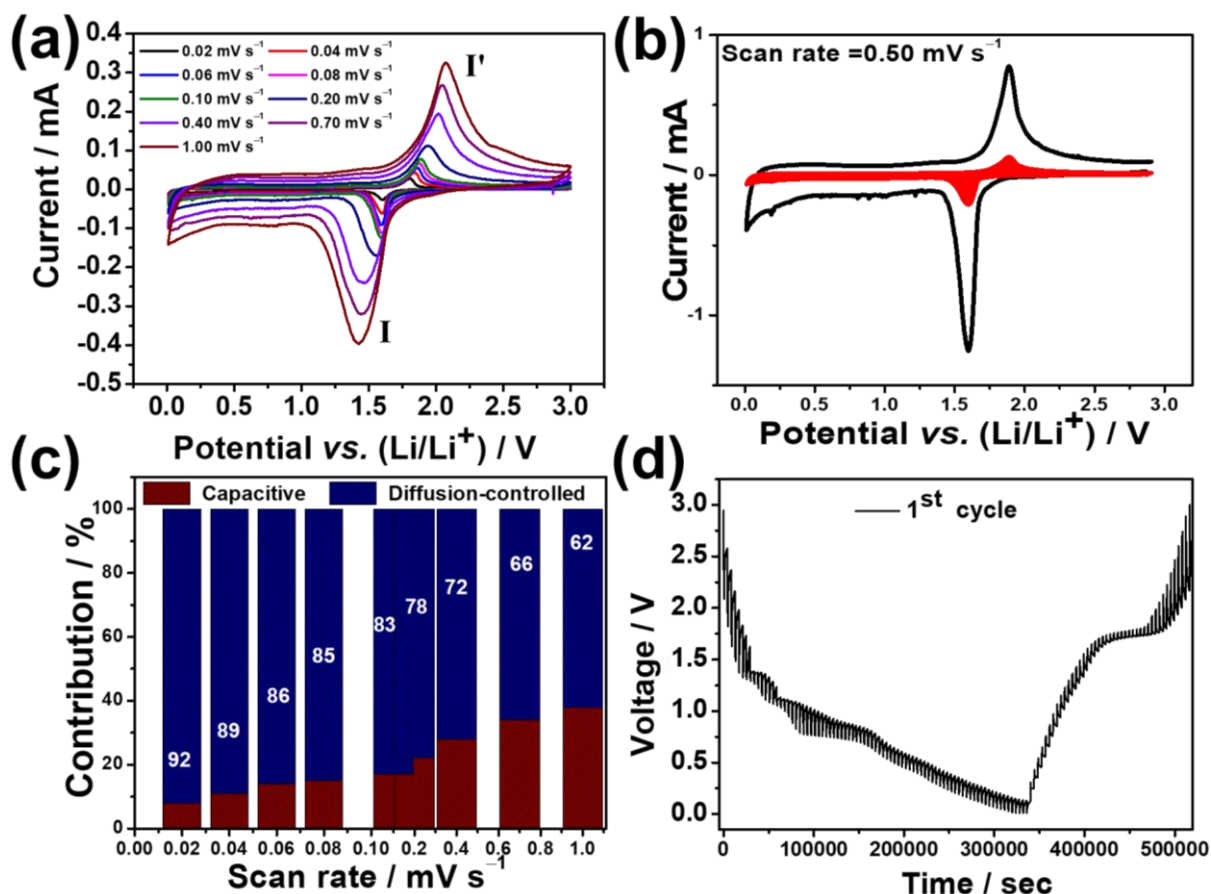 (a)
0.02 mV s⁻¹ 0.04 mV s⁻¹
0.06 mV s⁻¹ 0.08 mV s⁻¹
0.10 mV s⁻¹ 0.20 mV s⁻¹
0.40 mV s⁻¹ 0.70 mV s⁻¹
1.00 mV s⁻¹
I'
I
0.4
0.3
0.2
0.1
0.0
-0.1
-0.2
-0.3
-0.4
-0.5
Current / mA
0.0 0.5 1.0 1.5 2.0 2.5 3.0
Potential vs. (Li/Li⁺) / V
(b)
Scan rate =0.50 mV s⁻¹
1
0
-1
Current / mA
0.0 0.5 1.0 1.5 2.0 2.5 3.0
Potential vs. (Li/Li⁺) / V
(c)
Capacitive Diffusion-controlled
100
80
60
40
20
0
Contribution / %
92 89 86 85 83 78 72 66 62
0.00 0.02 0.04 0.06 0.08 0.10 0.2 0.4 0.6 0.8 1.0
Scan rate / mV s⁻¹
(d)
1st cycle
3.0
2.5
2.0
1.5
1.0
0.5
0.0
Voltage / V
0 100000 200000 300000 400000 500000
Time / sec